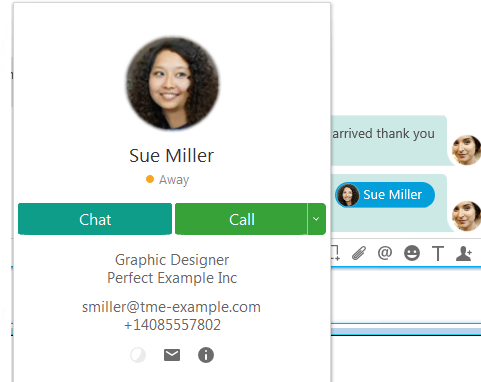 Sue Miller
Away
Chat
Call
Graphic Designer
Perfect Example Inc
smiller@tme-example.com
+14085557802
arrived thank you
Sue Miller